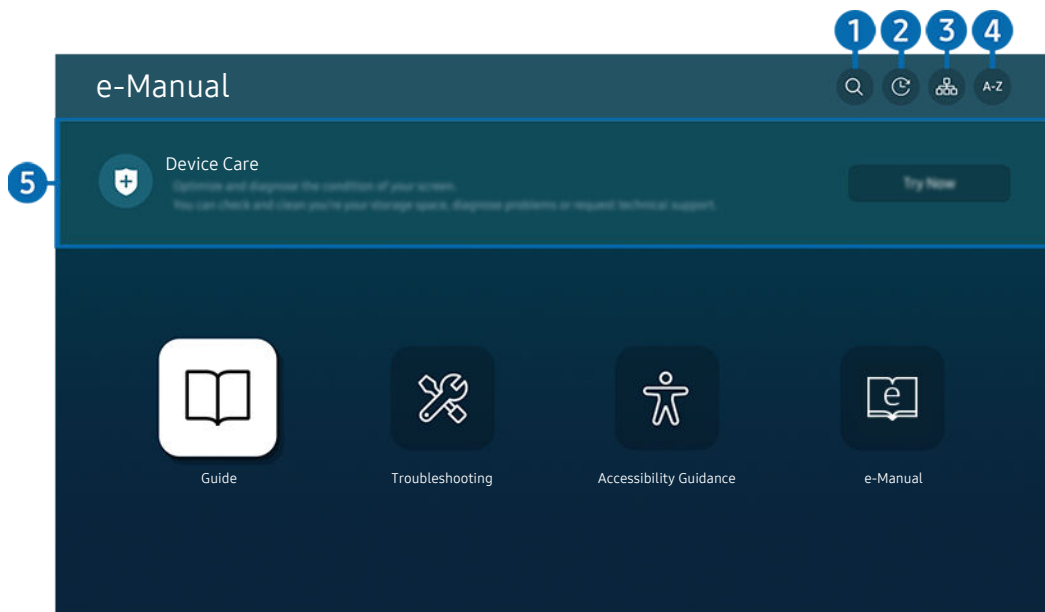 1 2 3 4
e-Manual
A-Z
5
Device Care
Optimize and diagnose the condition of your screen.
Try Now
You can check and clean you're your storage space, diagnose problems or request technical support.
e
Guide
Troubleshooting
Accessibility Guidance
e-Manual